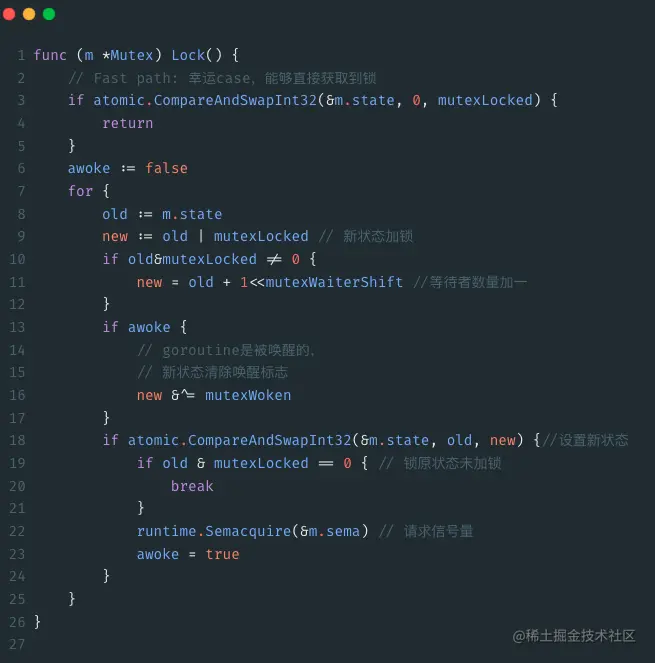 1 func (m *Mutex) Lock() {
2     // Fast path: 幸运case，能够直接获取到锁
3     if atomic.CompareAndSwapInt32(&m.state, 0, mutexLocked) {
4         return
5     }
6     awoke := false
7     for {
8         old := m.state
9         new := old | mutexLocked // 新状态加锁
10         if old&mutexLocked != 0 {
11             new = old + 1<<mutexWaiterShift //等待者数量加一
12         }
13         if awoke {
14             // goroutine是被唤醒的，
15             // 新状态清除唤醒标志
16             new &^= mutexWoken
17         }
18         if atomic.CompareAndSwapInt32(&m.state, old, new) {//设置新状态
19             if old & mutexLocked == 0 { // 锁原状态未加锁
20                 break
21             }
22             runtime.Semacquire(&m.sema) // 请求信号量
23             awoke = true
24         }
25     }
26 }
27
@稀土掘金技术社区